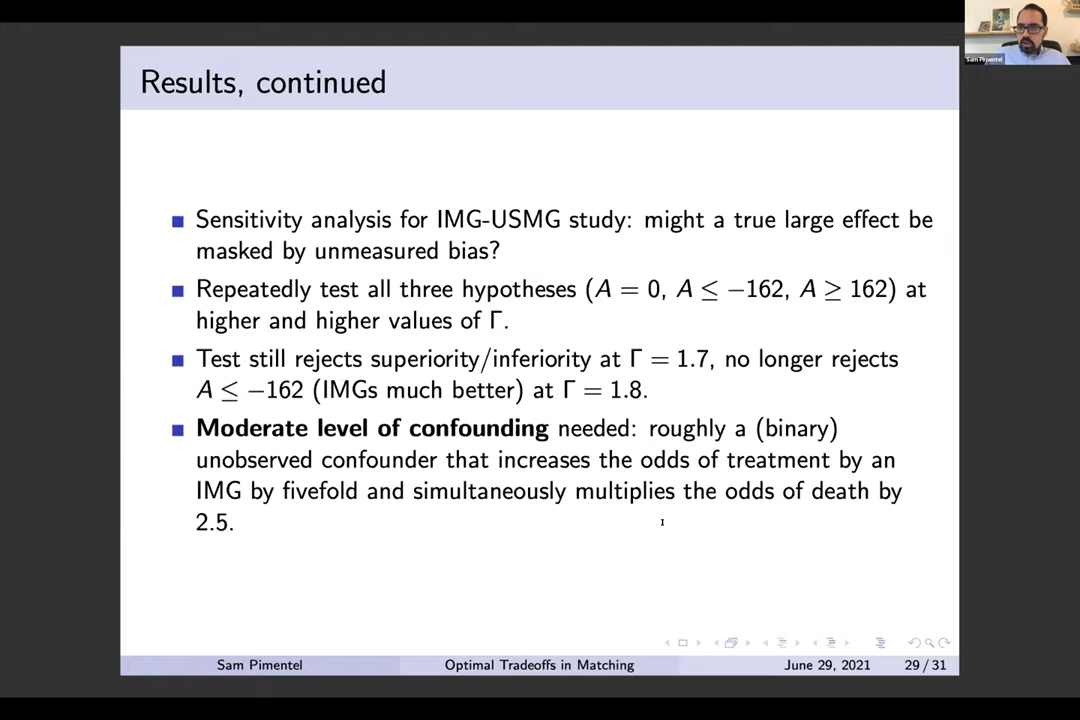 Sam Pimentel
Results, continued
Sensitivity analysis for IMG-USMG study: might a true large effect be
masked by unmeasured bias?
Repeatedly test all three hypotheses (A = 0, A ≤ −162, A ≥ 162) at
higher and higher values of Γ.
Test still rejects superiority/inferiority at Γ = 1.7, no longer rejects
A ≤ −162 (IMGs much better) at Γ = 1.8.
Moderate level of confounding needed: roughly a (binary)
unobserved confounder that increases the odds of treatment by an
IMG by fivefold and simultaneously multiplies the odds of death by
2.5.
Sam Pimentel Optimal Tradeoffs in Matching June 29, 2021 29 / 31